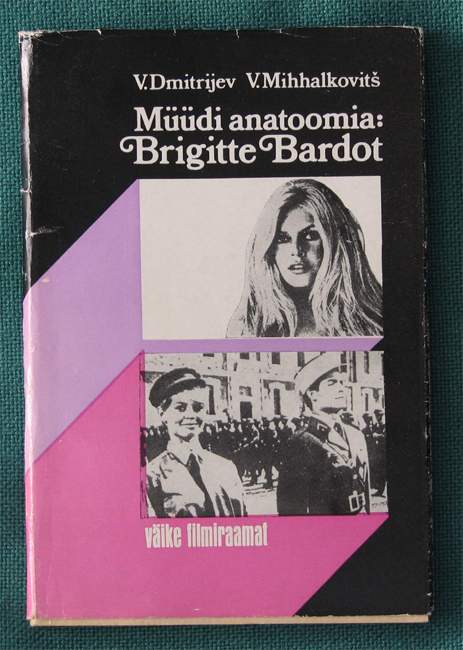 V.Dmitrijev V.Mihhalkovitš
Müüdi anatoomia:
Brigitte Bardot
väike filmiraamat